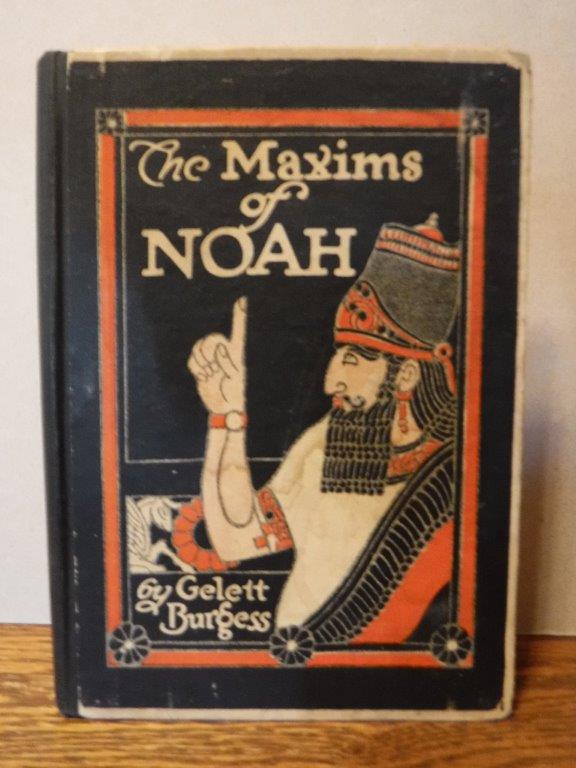 The Maxims
of
NOAH
by Gelett
Burgess